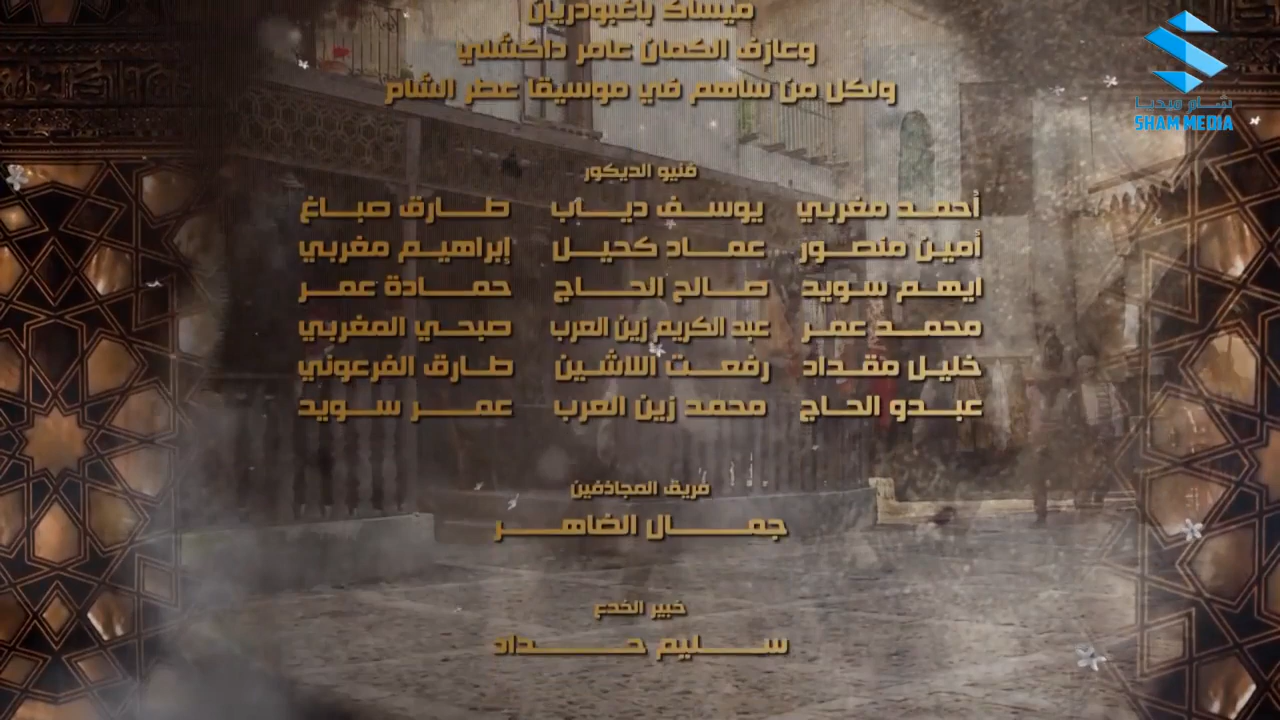 ميساك باغبودريان
وعازف الكمان عامر داكشلي
ولكل من ساهم في موسيقا عطر الشام
فنيو الديكور
أحمد مغربي يوسف دياب طارق صباغ
أمين منصور عماد كحيل إبراهيم مغربي
ايهم سويد صالح الحاج حمادة عمر
محمد عمر عبد الكريم زين العرب صبحي المغربي
خليل مقداد رفعت اللاشين طارق الفرعوني
عبدو الحاج محمد زين العرب عمر سويد
فريق المجاذفين
جمال الضاهر
خبير الخدع
سليم حداد
شام ميديا
SHAM MEDIA